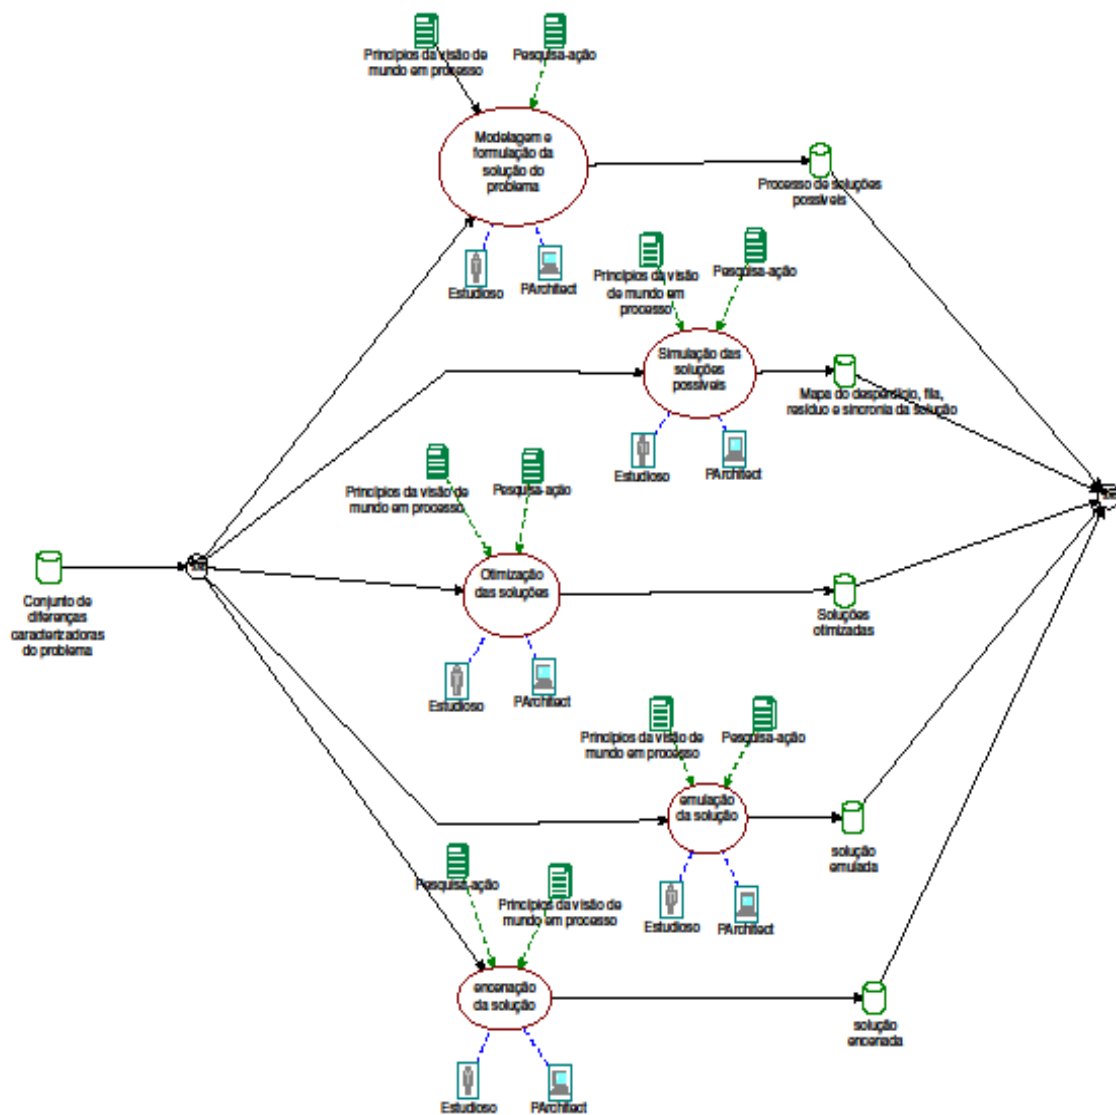 Princípios da visão de
mundo em processo
Pesquisa-ação
Modelagem e
formulação da
solução do
problema
Processo de soluções
possíveis
Estudioso
PArchitect
Princípios da visão
de mundo em
processo
Pesquisa-ação
Simulação das
soluções
possíveis
Mapa do desperdício, fila,
resíduo e sincronia da solução
Estudioso
PArchitect
Princípios da visão de
mundo em processo
Pesquisa-ação
Otimização
das soluções
Conjunto de
diferenças
caracterizadoras
do problema
Soluções
otimizadas
Estudioso
PArchitect
Princípios da visão de
mundo em processo
Pesquisa-ação
emulação
da solução
solução
emulada
Estudioso
PArchitect
Pesquisa-ação
Princípios da visão de
mundo em processo
encenação
da solução
solução
encenada
Estudioso
PArchitect